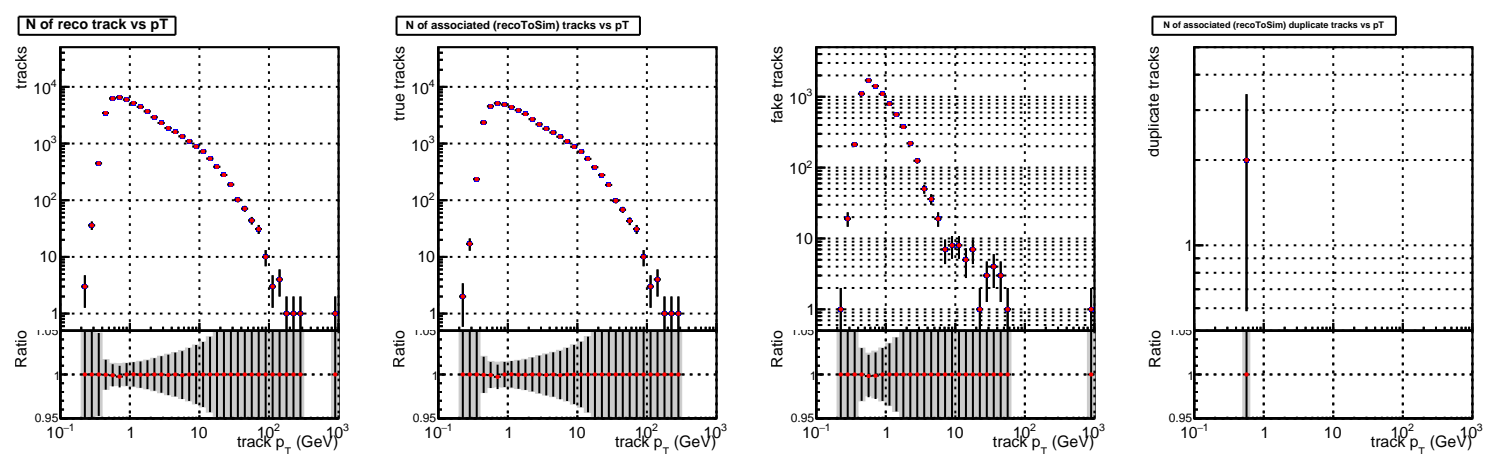 N of reco track vs pT
tracks
10⁴
10³
10²
10
1
Ratio
1.05
1
0.95
10⁻¹ 1 10 10² 10³
track p_T (GeV)
N of associated (recoToSim) tracks vs pT
true tracks
10⁴
10³
10²
10
1
Ratio
1.05
1
0.95
10⁻¹ 1 10 10² 10³
track p_T (GeV)
fake tracks
10³
10²
10
1
Ratio
1.05
1
0.95
10⁻¹ 1 10 10² 10³
track p_T (GeV)
N of associated (recoToSim) duplicate tracks vs pT
duplicate tracks
1
Ratio
1.05
1
0.95
10⁻¹ 1 10 10² 10³
track p_T (GeV)